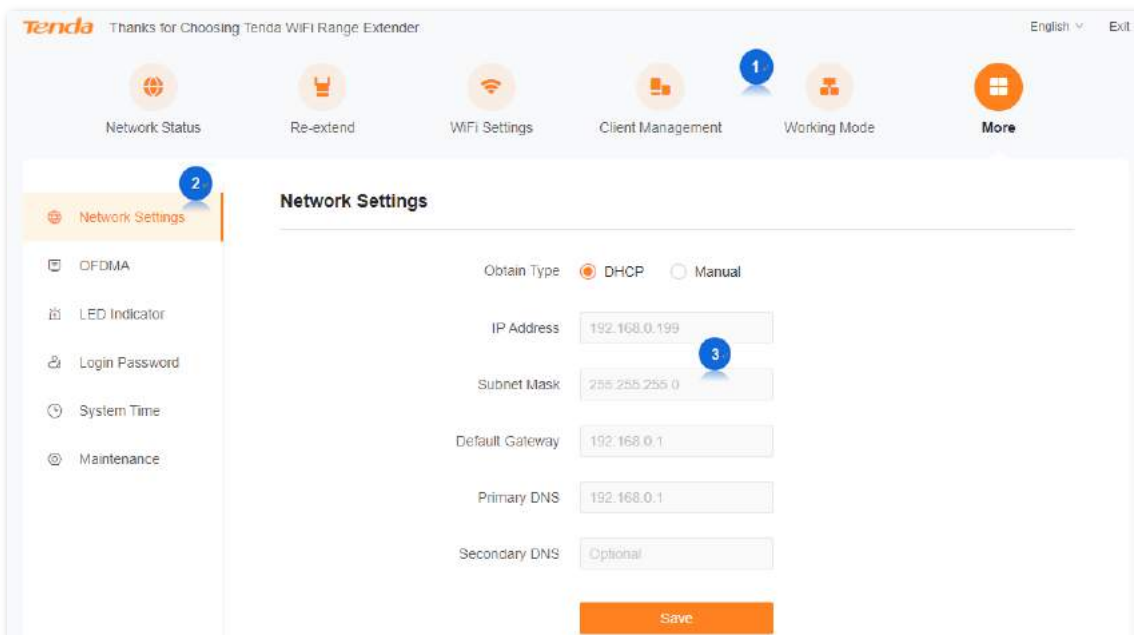 Tenda Thanks for Choosing Tenda WiFi Range Extender English Exit
1
Network Status Re-extend WiFi Settings Client Management Working Mode More
2
Network Settings
Network Settings
OFDMA
LED Indicator
Login Password
System Time
Maintenance
Obtain Type DHCP Manual
IP Address 192.168.0.199
3
Subnet Mask 255.255.255.0
Default Gateway 192.168.0.1
Primary DNS 192.168.0.1
Secondary DNS Optional
Save